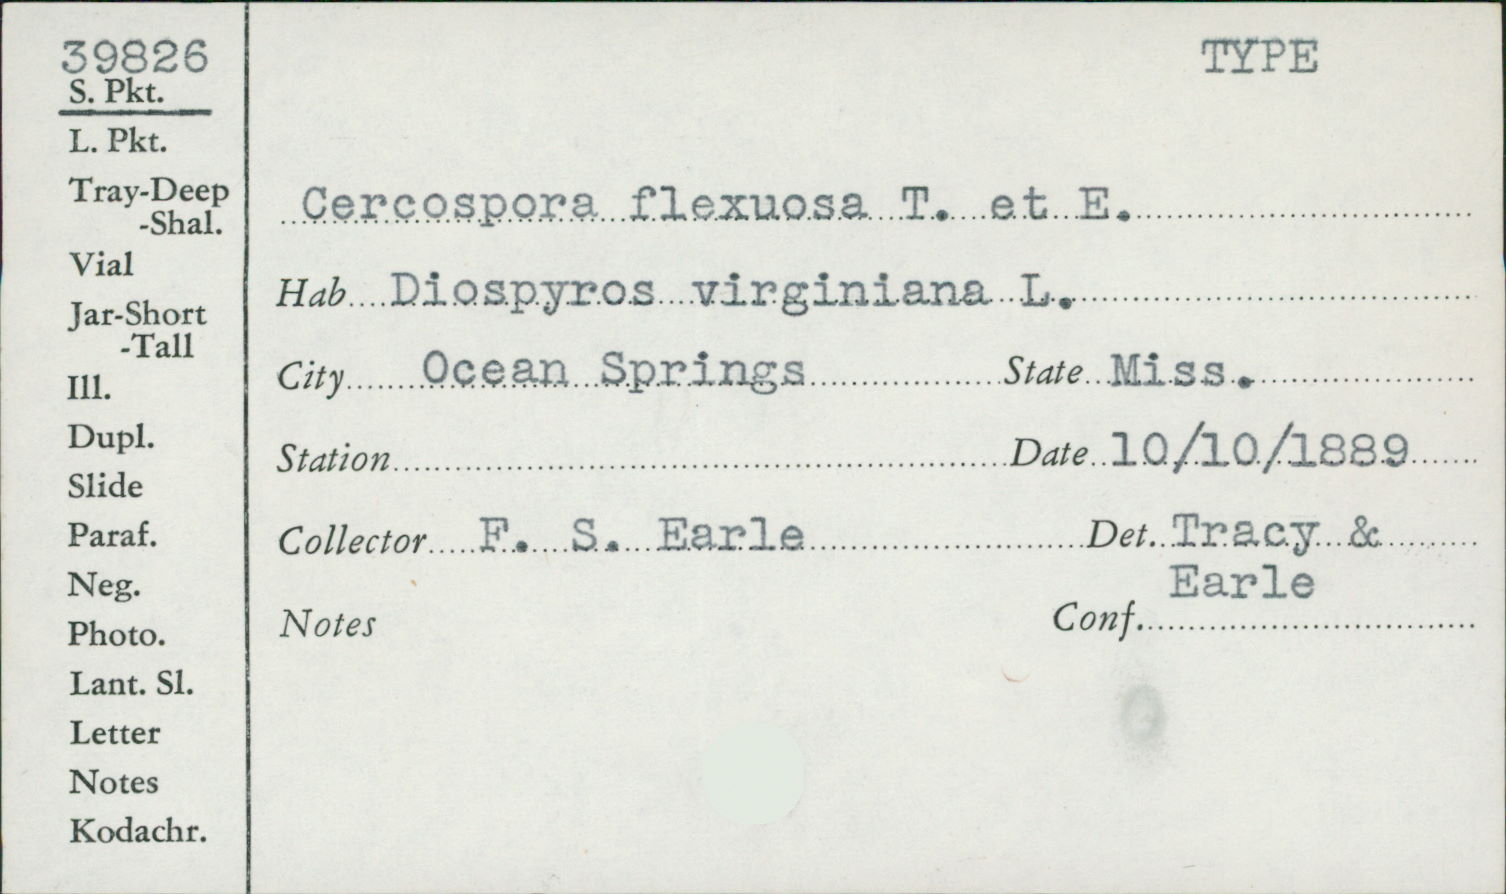 39826
S. Pkt.
L. Pkt.
Tray-Deep
-Shal.
Vial
Jar-Short
-Tall
Ill.
Dupl.
Slide
Paraf.
Neg.
Photo.
Lant. Sl.
Letter
Notes
Kodachr.
TYPE
Cercospora flexuosa T. et E.
Hab Diospyros virginiana L.
City Ocean Springs State Miss.
Station Date 10/10/1889
Collector F. S. Earle Det. Tracy &
Earle
Notes Conf.